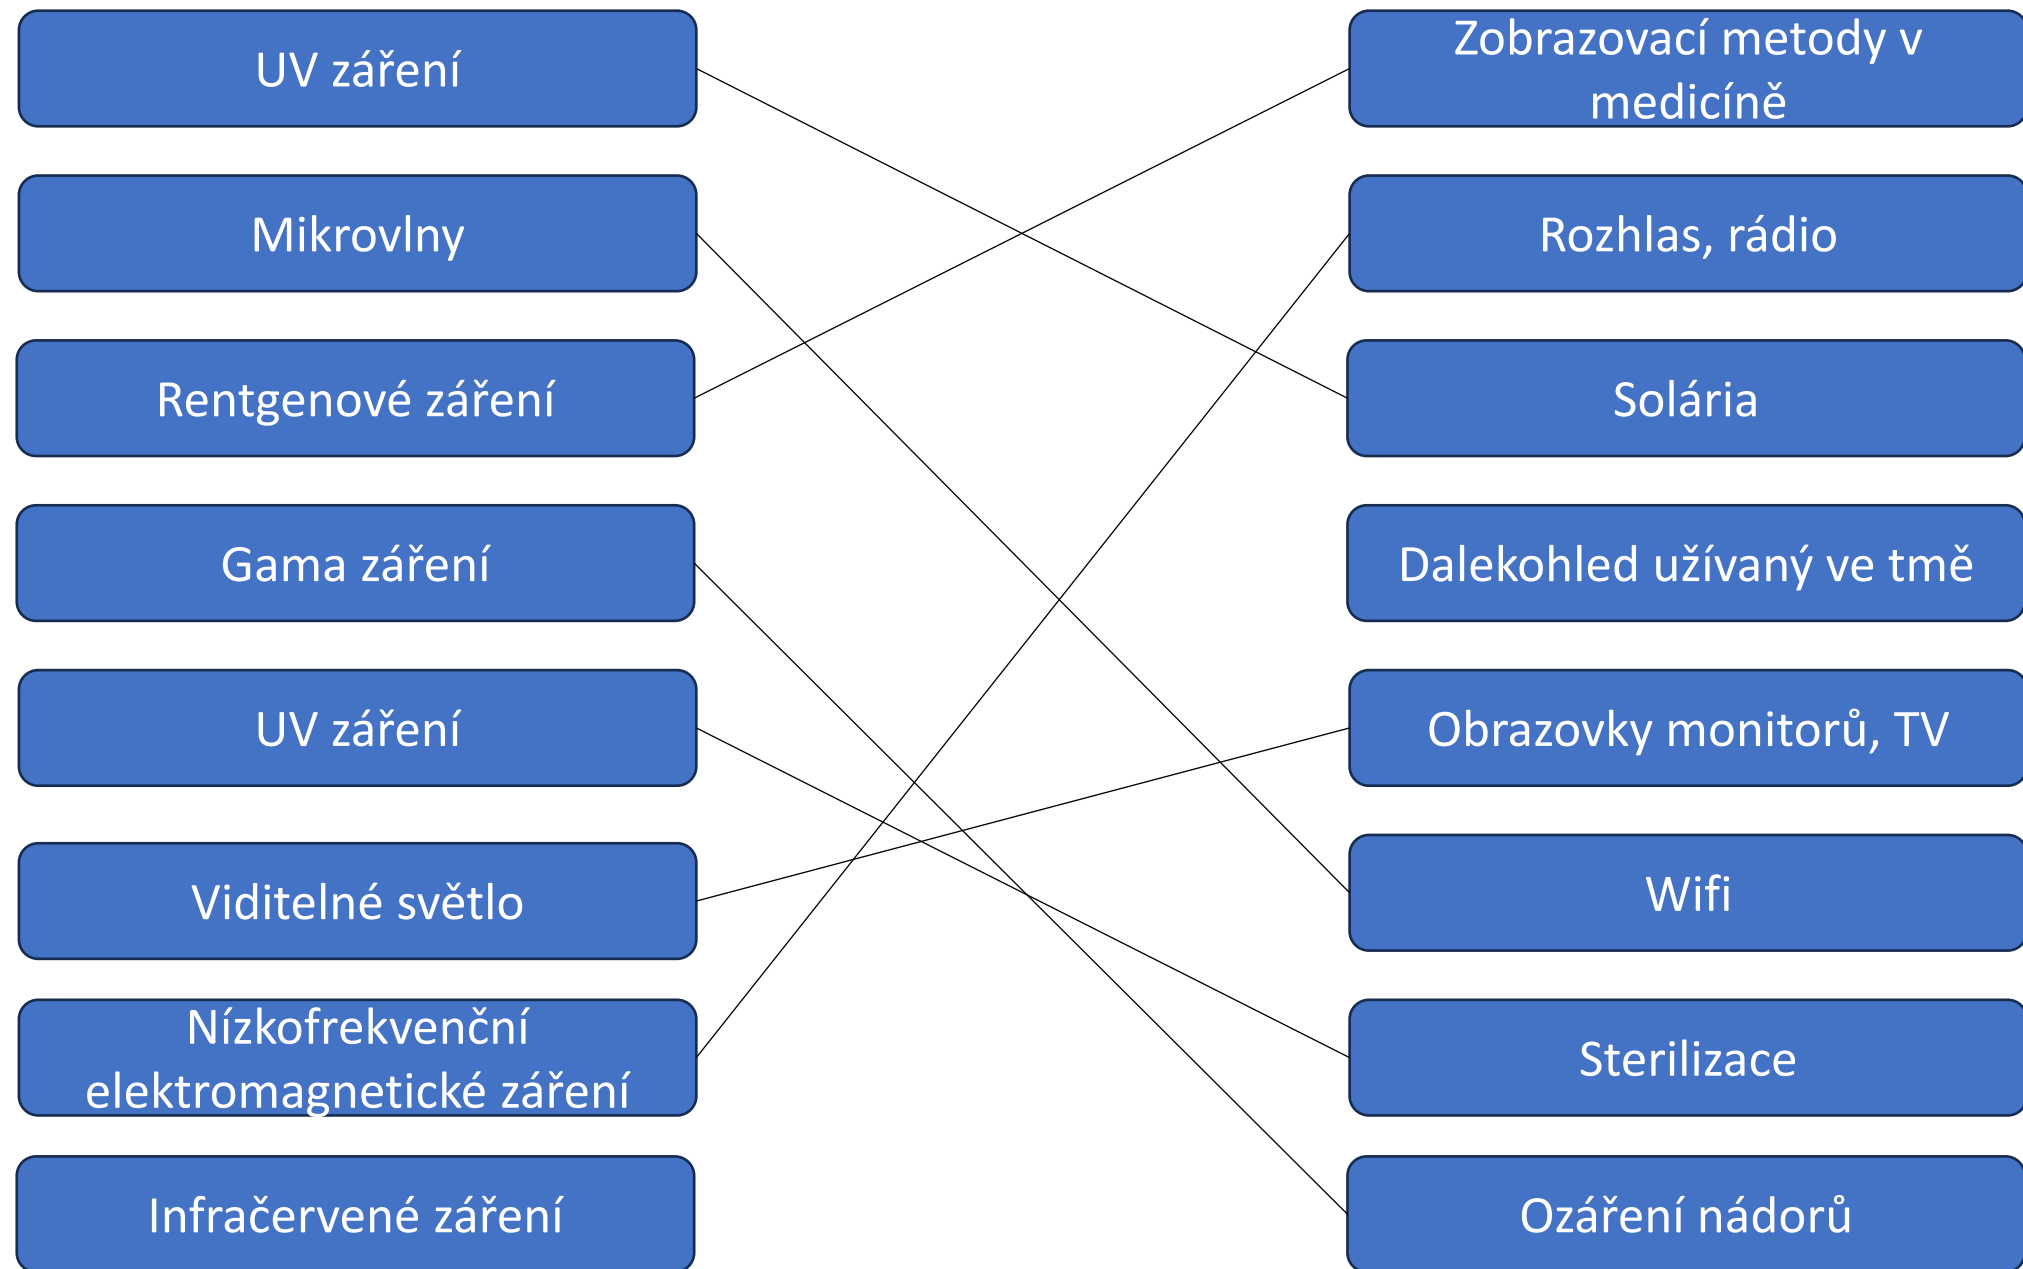 UV záření
Zobrazovací metody v
medicíně
Mikrovlny
Rozhlas, rádio
Rentgenové záření
Solária
Gama záření
Dalekohled užívaný ve tmě
UV záření
Obrazovky monitorů, TV
Viditelné světlo
Wifi
Nízkofrekvenční
elektromagnetické záření
Sterilizace
Infračervené záření
Ozáření nádorů